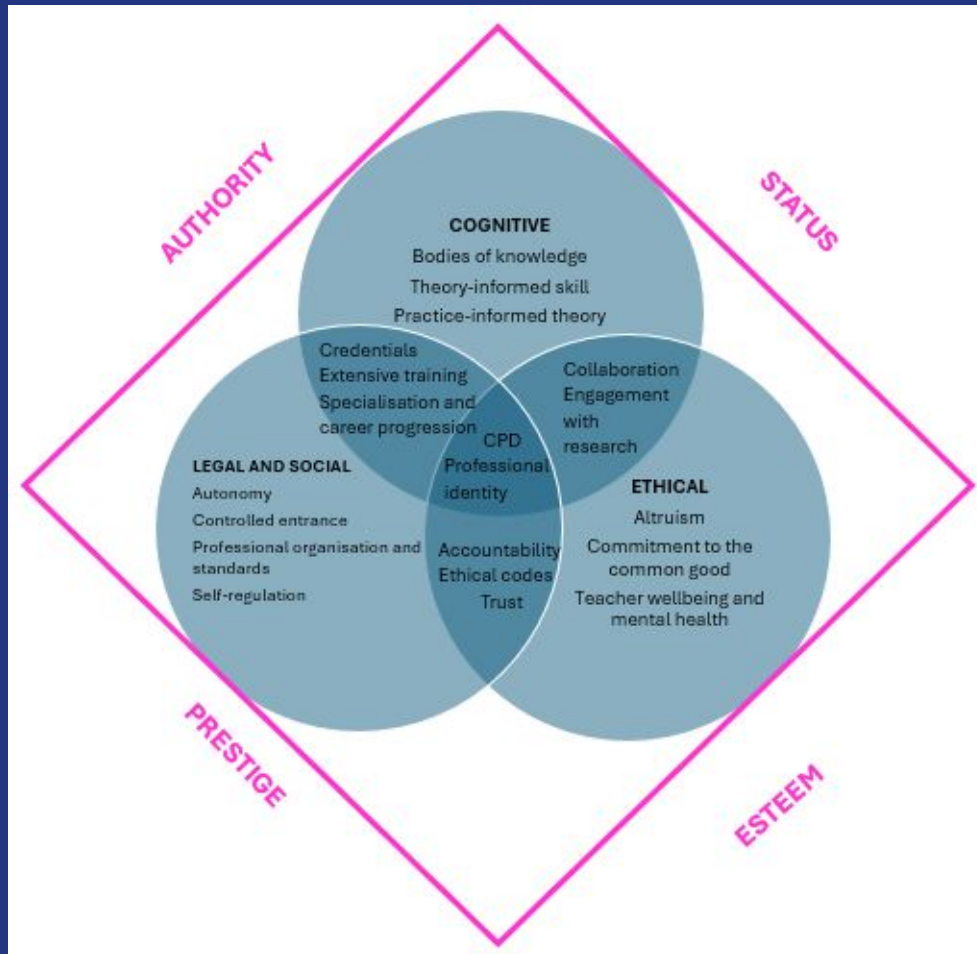 AUTHORITY
STATUS
COGNITIVE
Bodies of knowledge
Theory-informed skill
Practice-informed theory
Credentials
Extensive training
Specialisation and
career progression
Collaboration
Engagement
with
research
CPD
Professional
identity
LEGAL AND SOCIAL
Autonomy
Controlled entrance
Professional organisation and
standards
Self-regulation
Accountability
Ethical codes
Trust
ETHICAL
Altruism
Commitment to the
common good
Teacher wellbeing and
mental health
PRESTIGE
ESTEEM